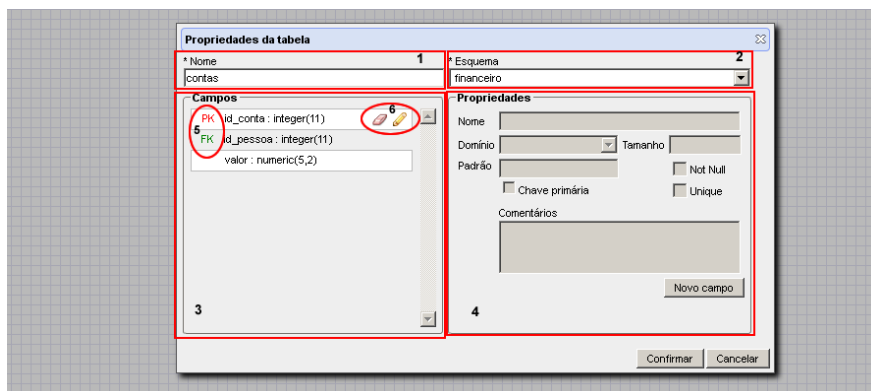 Propriedades da tabela
* Nome 1
contas
* Esquema 2
financeiro
Campos
PK id_conta : integer(11) 6
5
FK id_pessoa : integer(11)
valor : numeric(5,2)
3
Propriedades
Nome
Domínio Tamanho
Padrão Not Null
Chave primária Unique
Comentários
Novo campo
4
Confirmar Cancelar